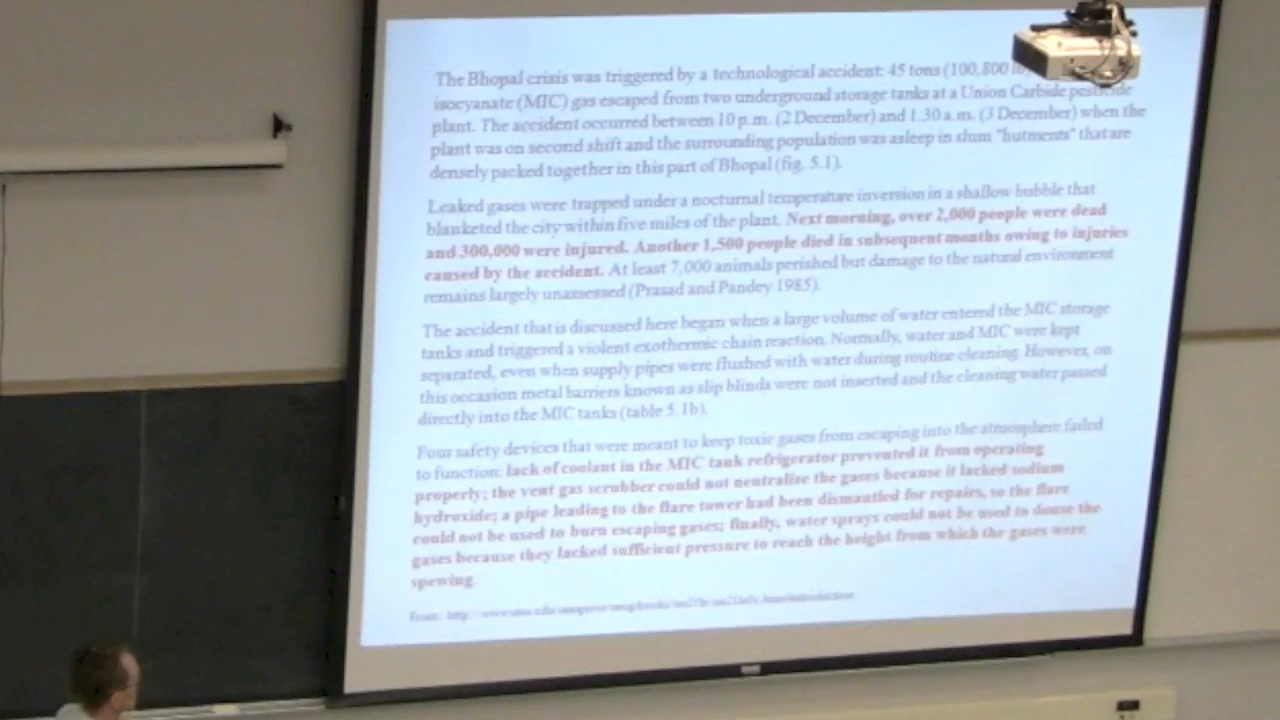 The Bhopal crisis was triggered by a technological accident: 45 tons (100,800
isocyanate (MIC) gas escaped from two underground storage tanks at a Union Carbide pesticide
plant. The accident occurred between 10 p.m. (2 December) and 1.30 a.m. (3 December) when the
plant was on second shift and the surrounding population was asleep in slum "hutments" that are
densely packed together in this part of Bhopal (fig. 5.1).
Leaked gases were trapped under a nocturnal temperature inversion in a shallow bubble that
blanketed the city within five miles of the plant. Next morning, over 2,000 people were dead
and 300,000 were injured. Another 1,500 people died in subsequent months owing to injuries
caused by the accident. At least 7,000 animals perished but damage to the natural environment
remains largely unassessed (Prasad and Pandey 1985).
The accident that is discussed here began when a large volume of water entered the MIC storage
tanks and triggered a violent exothermic chain reaction. Normally, water and MIC were kept
separated, even when supply pipes were flushed with water during routine cleaning. However, on
this occasion metal barriers known as slip blinds were not inserted and the cleaning water passed
directly into the MIC tanks (table 5.1b).
Four safety devices that were meant to keep toxic gases from escaping into the atmosphere failed
to function: lack of coolant in the MIC tank refrigerator prevented it from operating
properly; the vent gas scrubber could not neutralize the gases because it lacked sodium
hydroxide; a pipe leading to the flare tower had been dismantled for repairs, so the flare
could not be used to burn escaping gases; finally, water sprays could not be used to douse the
gases because they lacked sufficient pressure to reach the height from which the gases were
spewing.
From: http